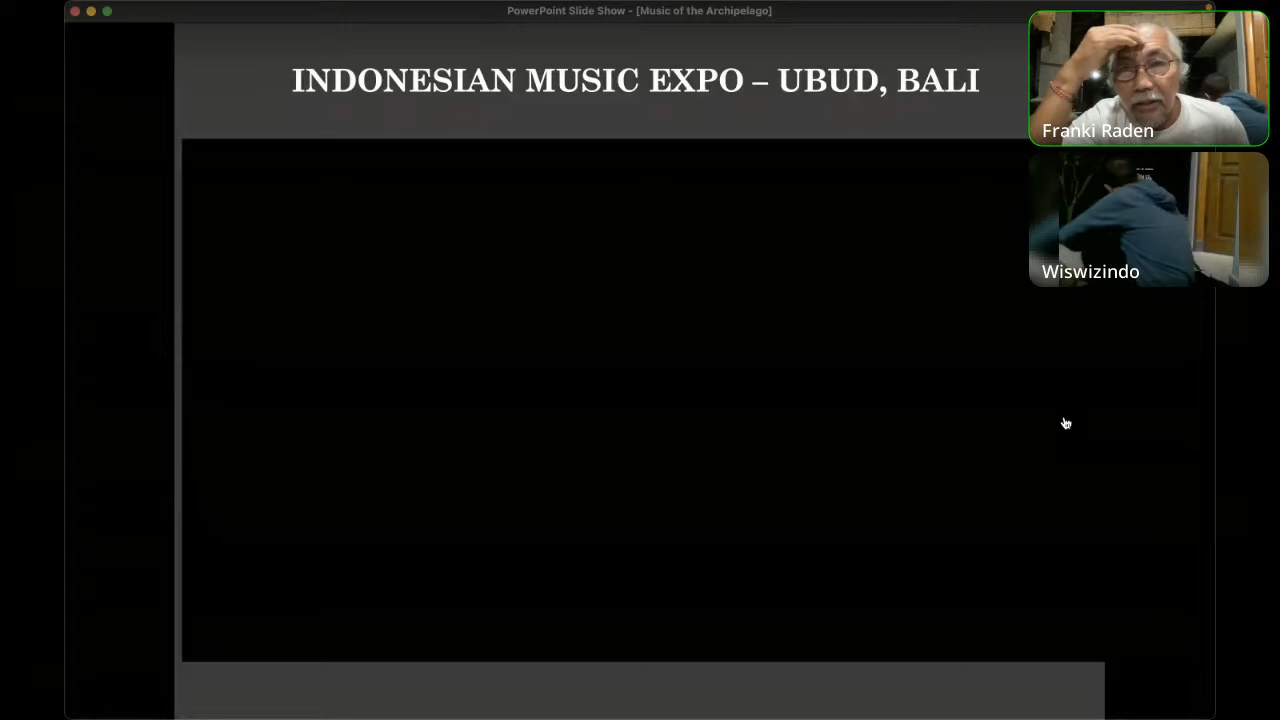 PowerPoint Slide Show - [Music of the Archipelago]
INDONESIAN MUSIC EXPO – UBUD, BALI
Franki Raden
Wiswizindo